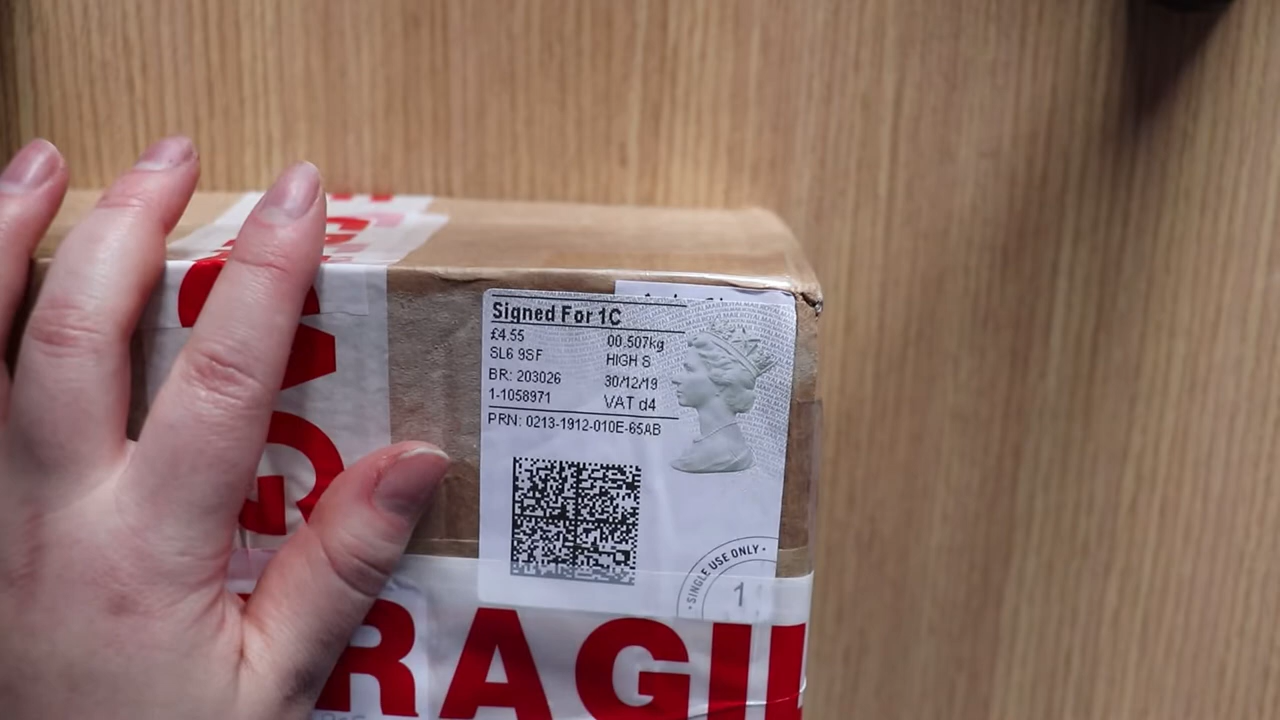 Signed For 1C
£4.55 00.507kg
SL6 9SF HIGH S
BR: 203026 30/12/19
1-1058971 VAT d4
PRN: 0213-1912-010E-65AB
• SINGLE USE ONLY •
1
RAGIL